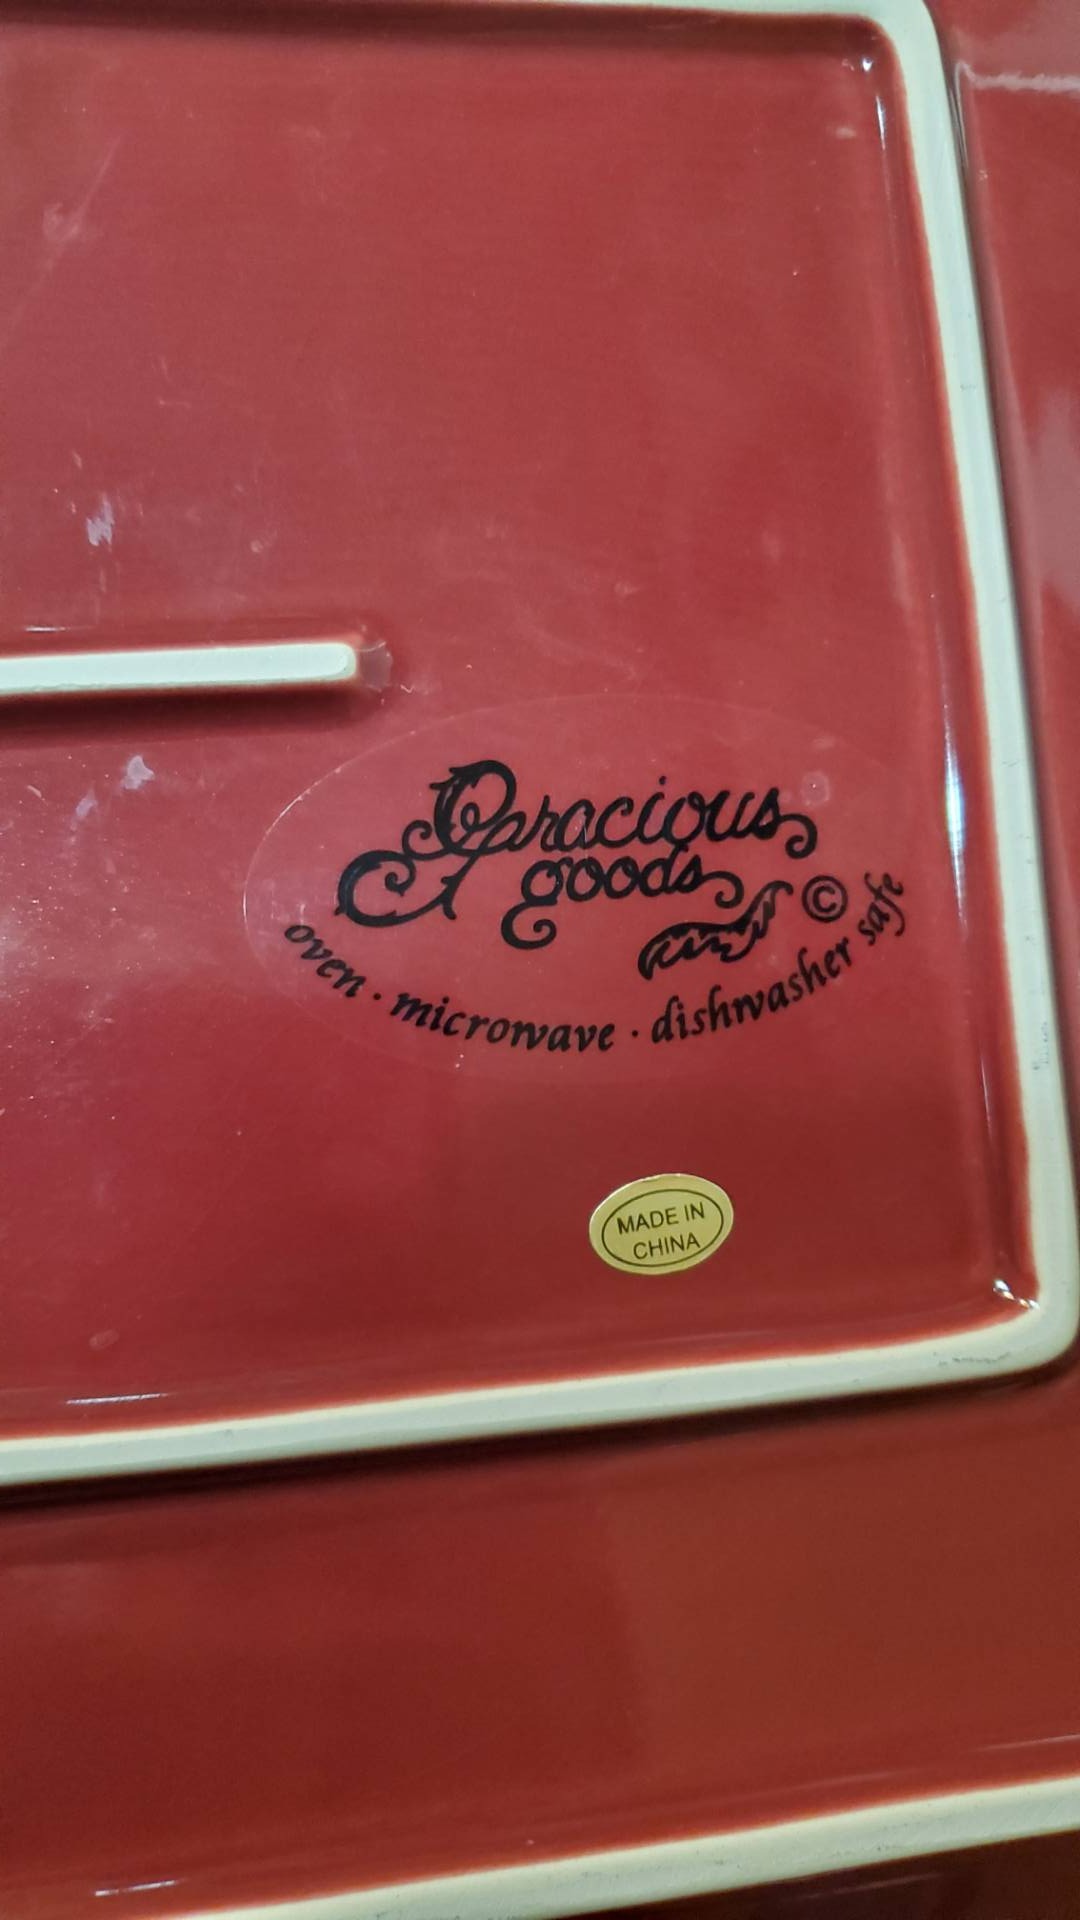 Gracious
goods
©
oven · microwave · dishwasher safe
MADE IN
CHINA